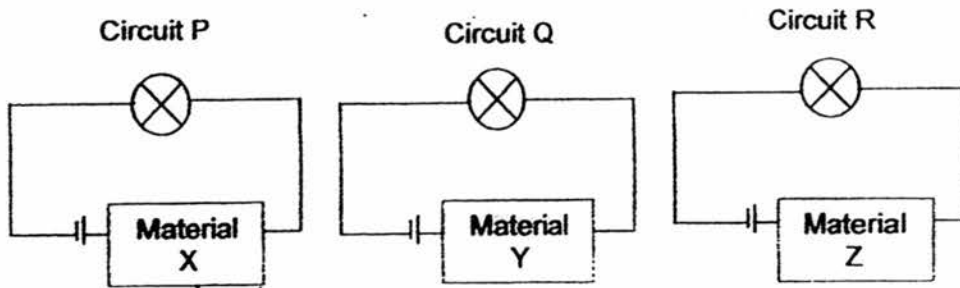 Circuit P
Circuit Q
Circuit R
Material
X
Material
Y
Material
Z